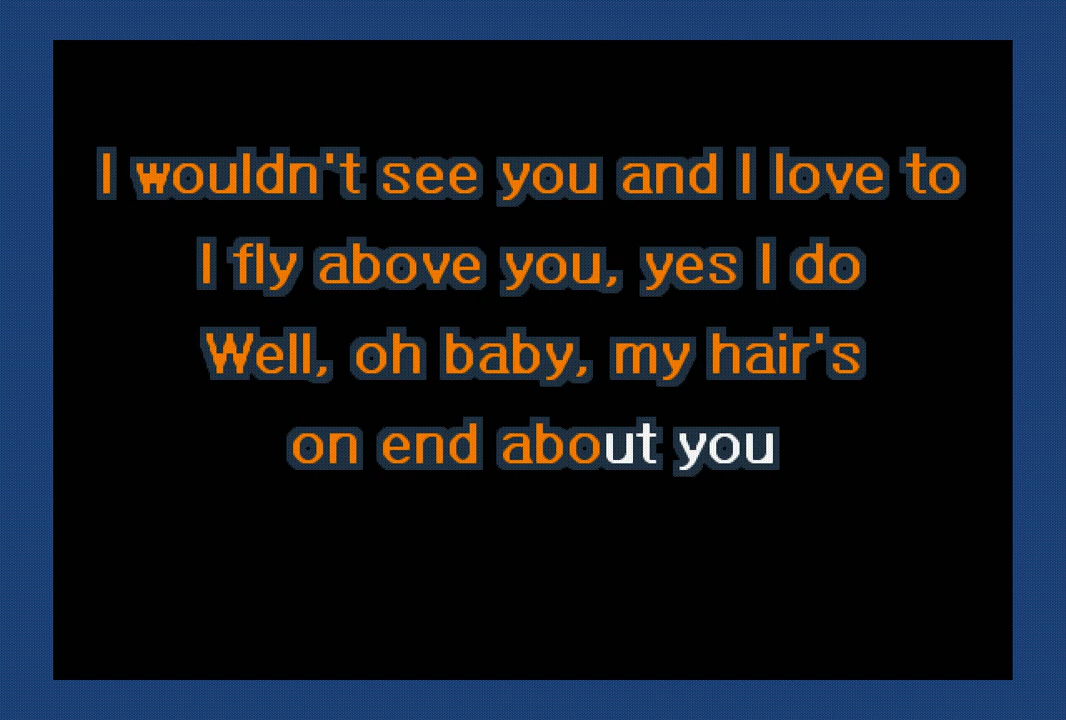 I wouldn't see you and I love to
I fly above you, yes I do
Well, oh baby, my hair's
on end about you